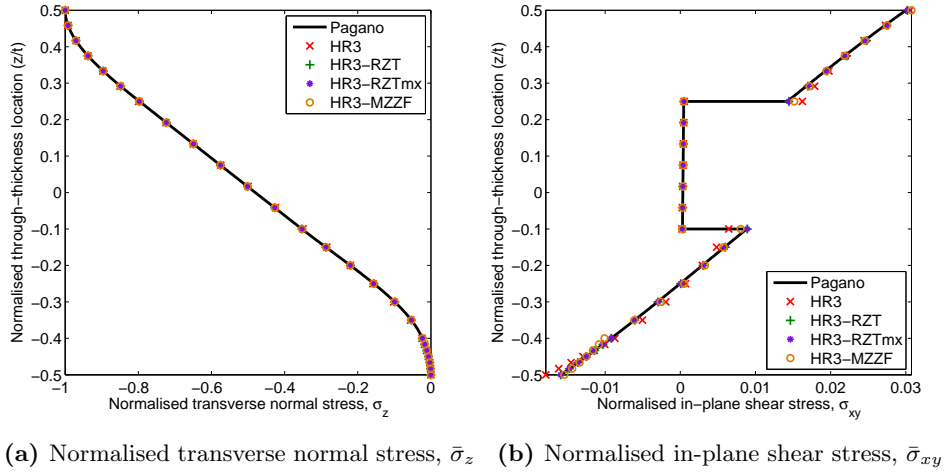 Normalised through−thickness location (z/t)
0.5
0.4
0.3
0.2
0.1
0
−0.1
−0.2
−0.3
−0.4
−0.5
−1
−0.8
−0.6
−0.4
−0.2
0
Normalised transverse normal stress, σz
Pagano
HR3
HR3−RZT
HR3−RZTmx
HR3−MZZF
Normalised through−thickness location (z/t)
0.5
0.4
0.3
0.2
0.1
0
−0.1
−0.2
−0.3
−0.4
−0.5
−0.01
0
0.01
0.02
0.03
Normalised in−plane shear stress, σxy
Pagano
HR3
HR3−RZT
HR3−RZTmx
HR3−MZZF
(a) Normalised transverse normal stress, σ̄z
(b) Normalised in-plane shear stress, σ̄xy